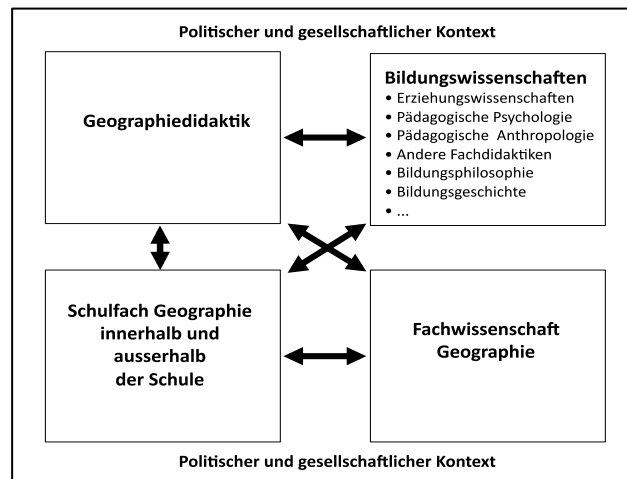 Politischer und gesellschaftlicher Kontext
Geographiedidaktik
Bildungswissenschaften
• Erziehungswissenschaften
• Pädagogische Psychologie
• Pädagogische Anthropologie
• Andere Fachdidaktiken
• Bildungsphilosophie
• Bildungsgeschichte
• ...
Schulfach Geographie
innerhalb und
ausserhalb
der Schule
Fachwissenschaft
Geographie
Politischer und gesellschaftlicher Kontext